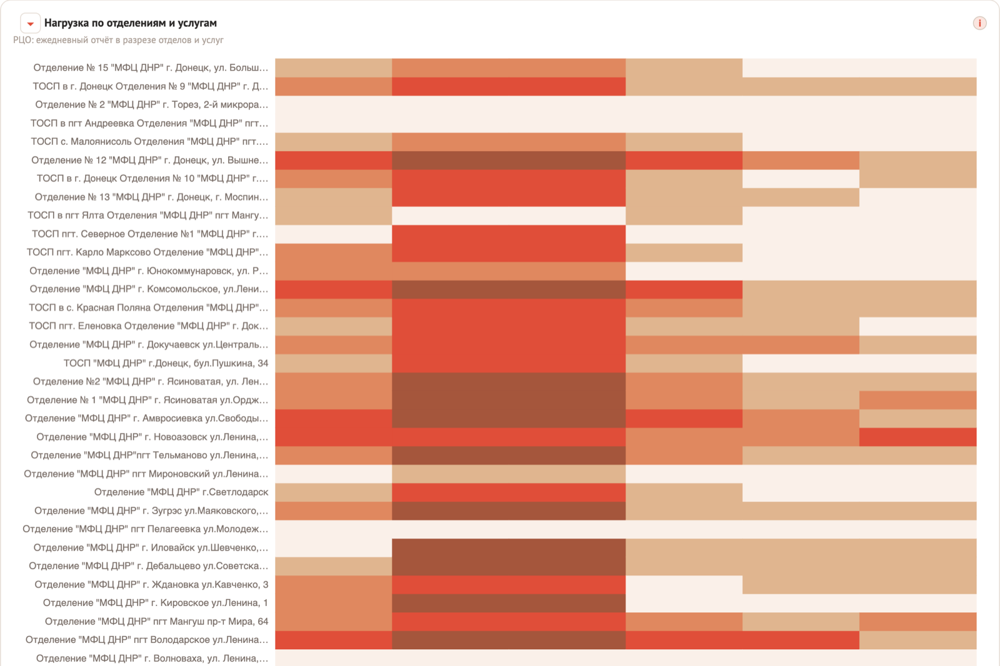 Нагрузка по отделениям и услугам
i
РЦО: ежедневный отчёт в разрезе отделов и услуг
Отделение № 15 "МФЦ ДНР" г. Донецк, ул. Больш...
ТОСП в г. Донецк Отделения № 9 "МФЦ ДНР" г. Д...
Отделение № 2 "МФЦ ДНР" г. Торез, 2-й микрора...
ТОСП в пгт Андреевка Отделения "МФЦ ДНР" пгт...
ТОСП с. Малоянисоль Отделения "МФЦ ДНР" пгт....
Отделение № 12 "МФЦ ДНР" г. Донецк, ул. Вышне...
ТОСП в г. Донецк Отделения № 10 "МФЦ ДНР" г....
Отделение № 13 "МФЦ ДНР" г. Донецк, г. Моспин...
ТОСП в пгт Ялта Отделения "МФЦ ДНР" пгт Мангу...
ТОСП пгт. Северное Отделение №1 "МФЦ ДНР" г....
ТОСП пгт. Карло Марксово Отделение "МФЦ ДНР"...
Отделение "МФЦ ДНР" г. Юнокоммунаровск, ул. Р...
Отделение "МФЦ ДНР" г. Комсомольское, ул.Лени...
ТОСП в с. Красная Поляна Отделения "МФЦ ДНР"...
ТОСП пгт. Еленовка Отделение "МФЦ ДНР" г. Док...
Отделение "МФЦ ДНР" г. Докучаевск ул.Централь...
ТОСП "МФЦ ДНР" г.Донецк, бул.Пушкина, 34
Отделение №2 "МФЦ ДНР" г. Ясиноватая, ул. Лен...
Отделение № 1 "МФЦ ДНР" г. Ясиноватая ул.Ордж...
Отделение "МФЦ ДНР" г. Амвросиевка ул.Свободы...
Отделение "МФЦ ДНР" г. Новоазовск ул.Ленина,...
Отделение "МФЦ ДНР"пгт Тельманово ул.Ленина,...
Отделение "МФЦ ДНР" пгт Мироновский ул.Ленина...
Отделение "МФЦ ДНР" г.Светлодарск
Отделение "МФЦ ДНР" г. Зугрэс ул.Маяковского,...
Отделение "МФЦ ДНР" пгт Пелагеевка ул.Молодеж...
Отделение "МФЦ ДНР" г. Иловайск ул.Шевченко,...
Отделение "МФЦ ДНР" г. Дебальцево ул.Советска...
Отделение "МФЦ ДНР" г. Ждановка ул.Кавченко, 3
Отделение "МФЦ ДНР" г. Кировское ул.Ленина, 1
Отделение "МФЦ ДНР" пгт Мангуш пр-т Мира, 64
Отделение "МФЦ ДНР" пгт Володарское ул.Ленина...
Отделение "МФЦ ДНР" г. Волноваха, ул. Ленина,...